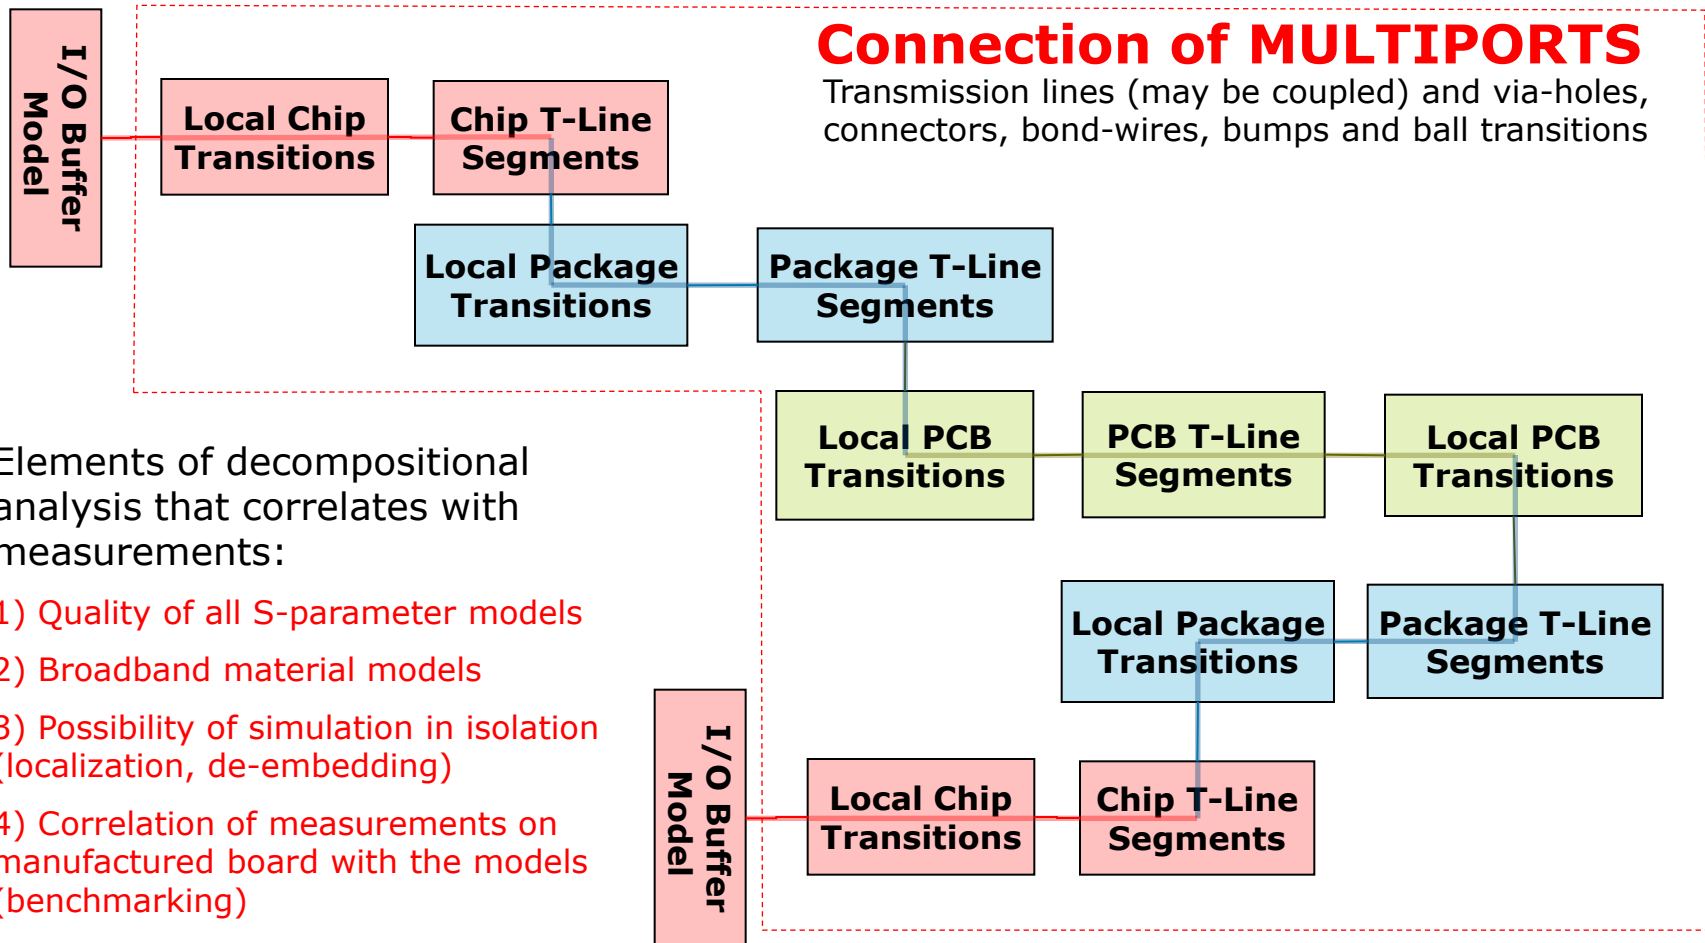 Connection of MULTIPORTS
Transmission lines (may be coupled) and via-holes,
connectors, bond-wires, bumps and ball transitions
I/O Buffer
Model
Local Chip
Transitions
Chip T-Line
Segments
Local Package
Transitions
Package T-Line
Segments
Local PCB
Transitions
PCB T-Line
Segments
Local PCB
Transitions
Local Package
Transitions
Package T-Line
Segments
I/O Buffer
Model
Local Chip
Transitions
Chip T-Line
Segments
Elements of decompositional
analysis that correlates with
measurements:
1) Quality of all S-parameter models
2) Broadband material models
3) Possibility of simulation in isolation
(localization, de-embedding)
4) Correlation of measurements on
manufactured board with the models
(benchmarking)